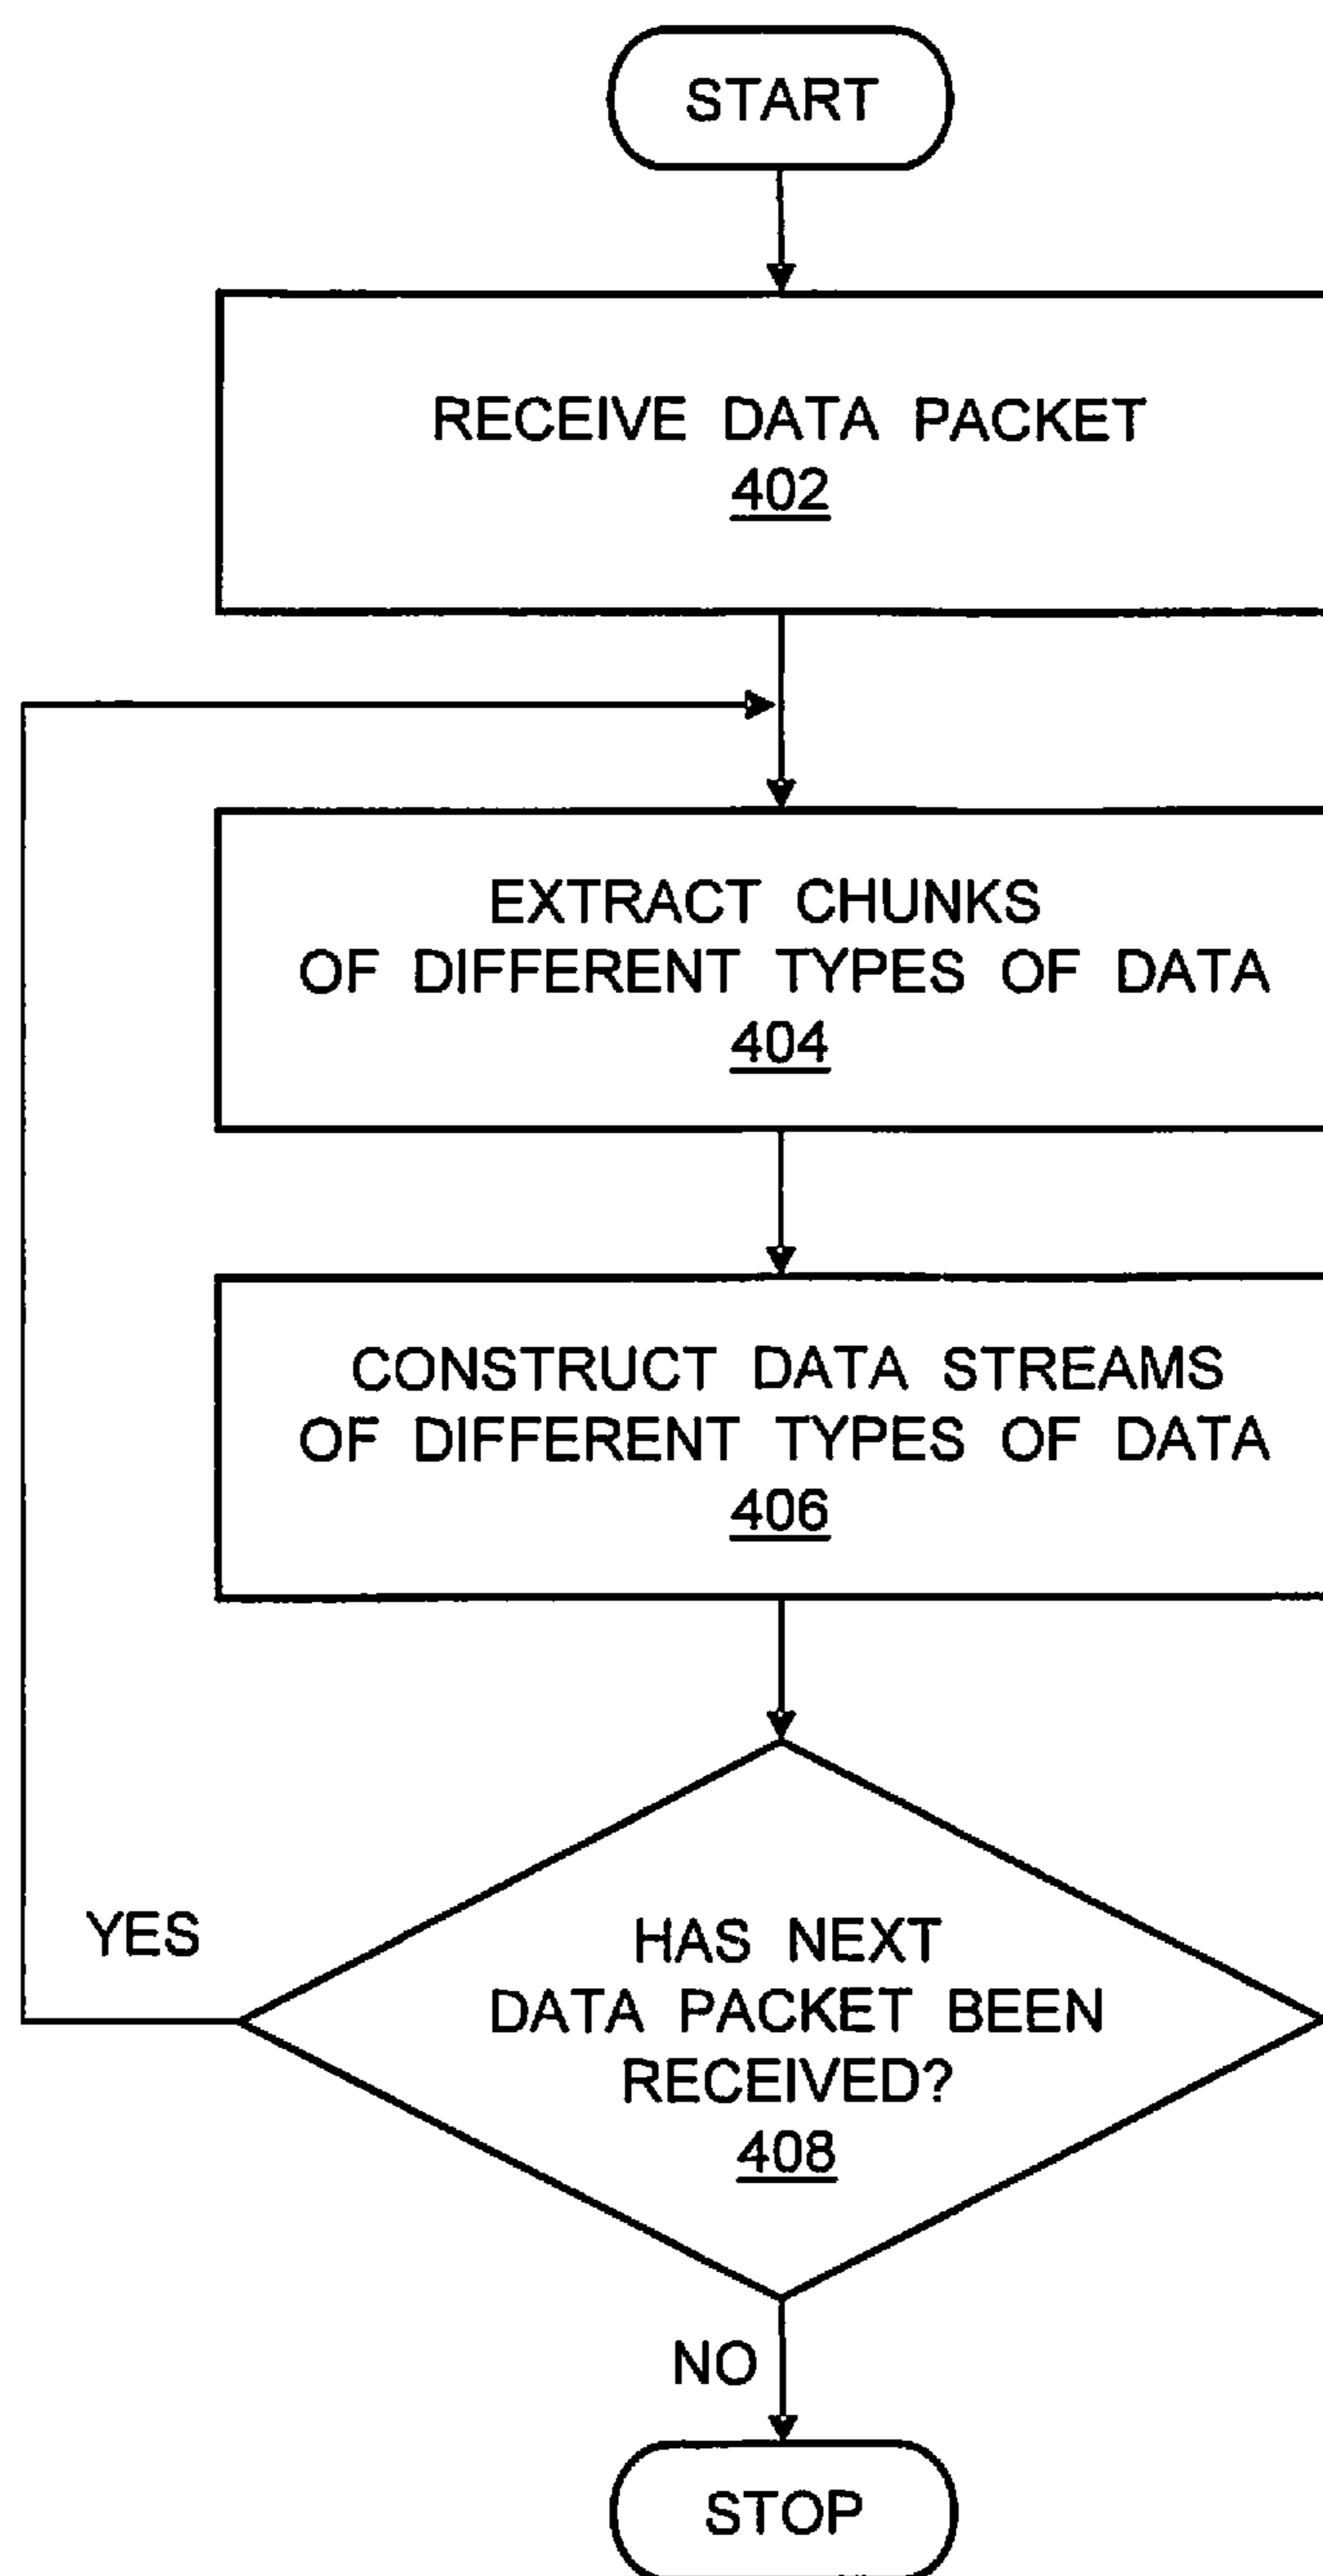 START
RECEIVE DATA PACKET
402
EXTRACT CHUNKS
OF DIFFERENT TYPES OF DATA
404
CONSTRUCT DATA STREAMS
OF DIFFERENT TYPES OF DATA
406
YES
HAS NEXT
DATA PACKET BEEN
RECEIVED?
408
NO
STOP